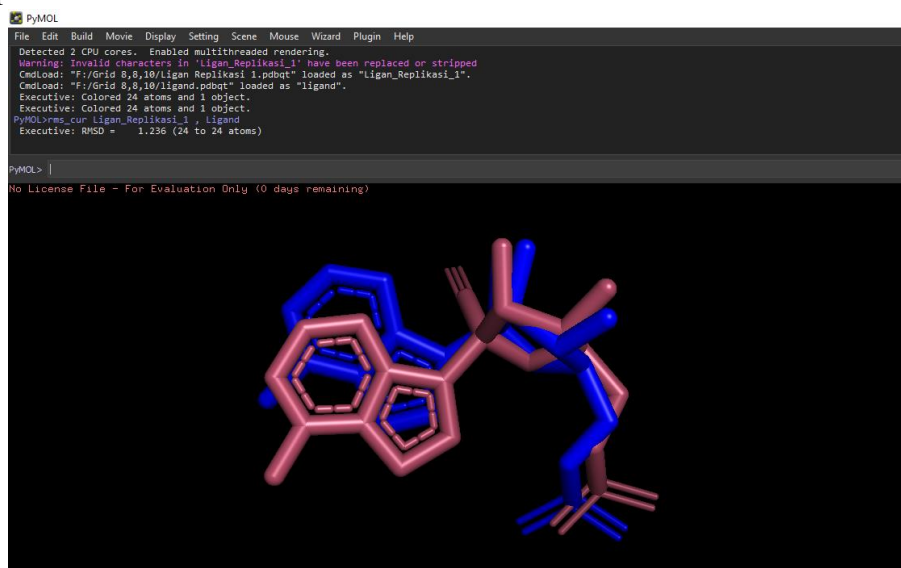 PyMOL
File Edit Build Movie Display Setting Scene Mouse Wizard Plugin Help
Detected 2 CPU cores. Enabled multithreaded rendering.
Warning: Invalid characters in 'Ligan_Replikasi 1' have been replaced or stripped
CmdLoad: "F:/Grid 8,8,10/Ligan Replikasi 1.pdbqt" loaded as "Ligan_Replikasi_1".
CmdLoad: "F:/Grid 8,8,10/ligand.pdbqt" loaded as "ligand".
Executive: Colored 24 atoms and 1 object.
Executive: Colored 24 atoms and 1 object.
PyMOL>rms_cur Ligan_Replikasi_1 , Ligand
Executive: RMSD = 1.236 (24 to 24 atoms)
PyMOL>
No License File - For Evaluation Only (0 days remaining)